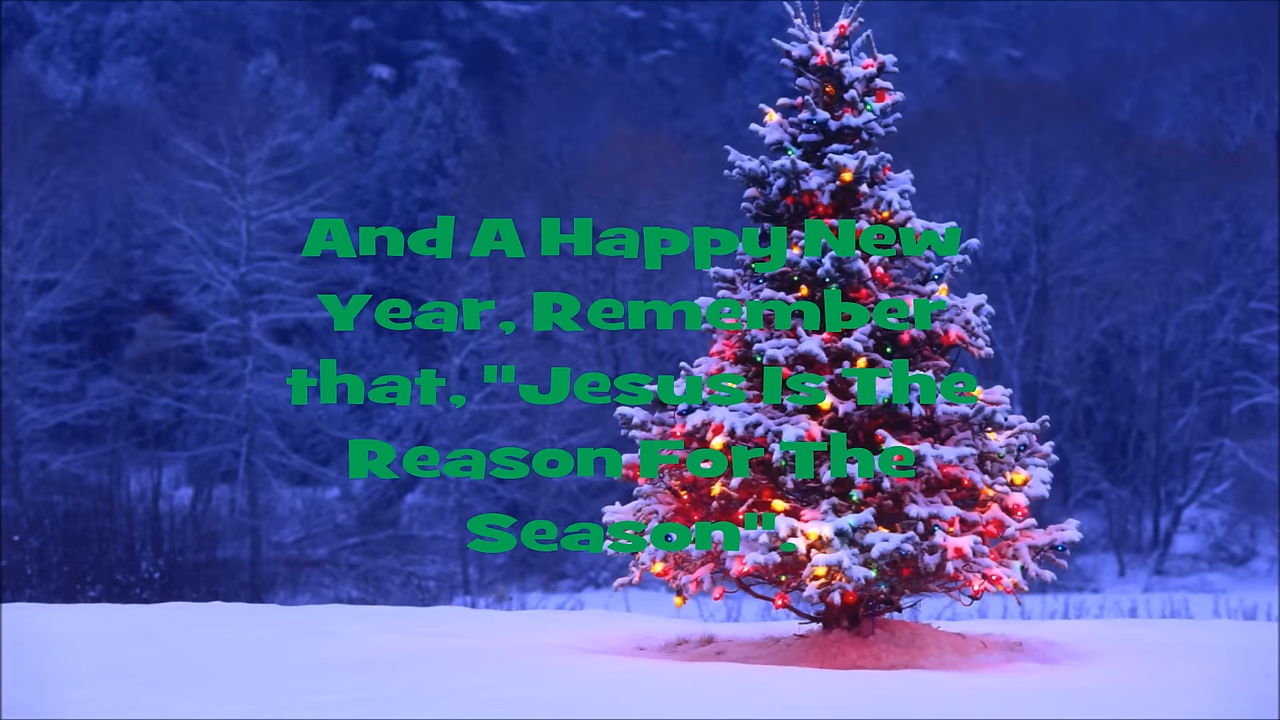 And A Happy New
Year, Remember
that, "Jesus Is The
Reason For The
Season".